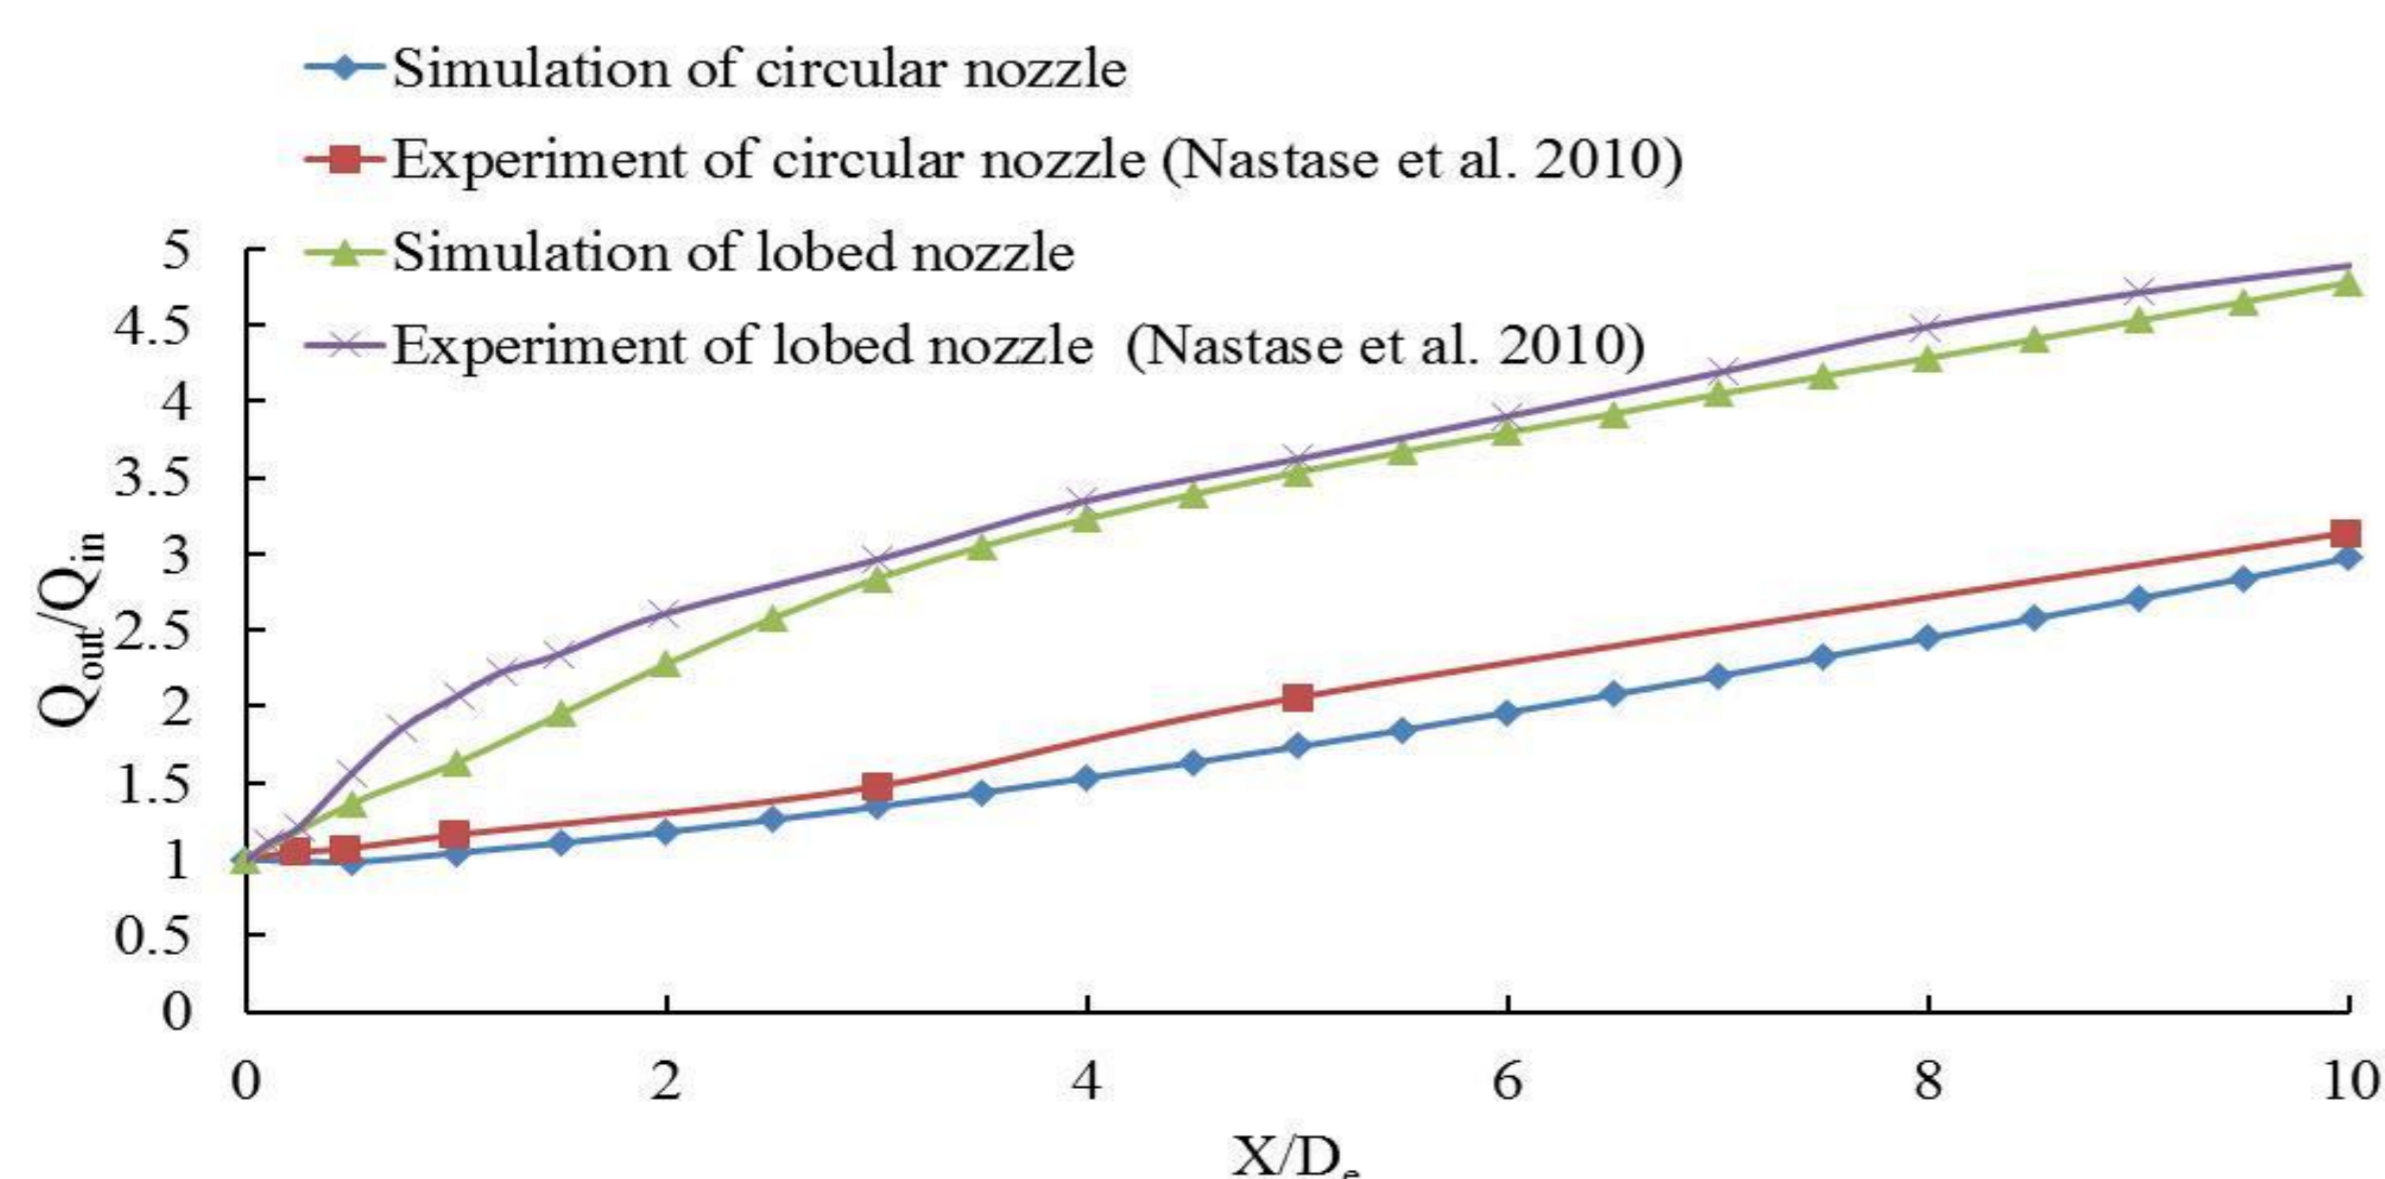 Simulation of circular nozzle
Experiment of circular nozzle (Nastase et al. 2010)
Simulation of lobed nozzle
Experiment of lobed nozzle (Nastase et al. 2010)
5
4.5
4
3.5
3
2.5
2
1.5
1
0.5
0
Qout/Qin
0 2 4 6 8 10
X/De